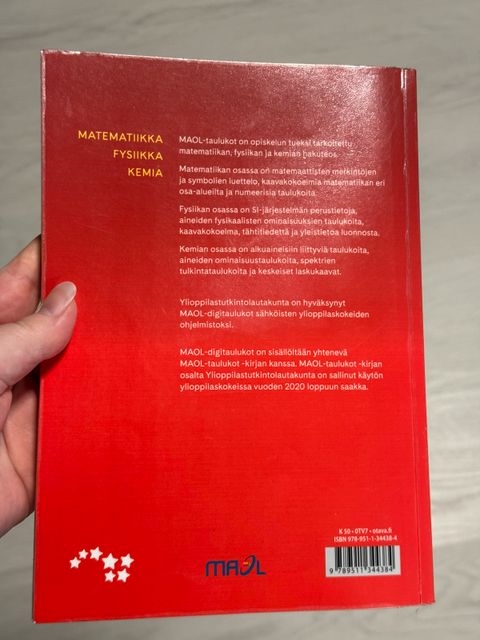 MATEMATIIKKA
FYSIIKKA
KEMIA
MAOL-taulukot on opiskelun tueksi tarkoitettu
matematiikan, fysiikan ja kemian hakuteos.
Matematiikan osassa on matemaattisten merkintöjen
ja symbolien luettelo, kaavakokoelmia matematiikan eri
osa-alueilta ja numeerisia taulukoita.
Fysiikan osassa on SI-järjestelmän perustietoja,
aineiden fysikaalisten ominaisuuksien taulukoita,
kaavakokoelma, tähtitiedettä ja yleistietoa luonnosta.
Kemian osassa on alkuaineisiin liittyviä taulukoita,
aineiden ominaisuustaulukoita, spektrien
tulkintataulukoita ja keskeiset laskukaavat.
Ylioppilastutkintolautakunta on hyväksynyt
MAOL-digitaulukot sähköisten ylioppilaskokeiden
ohjelmistoksi.
MAOL-digitaulukot on sisällöltään yhtenevä
MAOL-taulukot -kirjan kanssa. MAOL-taulukot -kirjan
osalta Ylioppilastutkintolautakunta on sallinut käytön
ylioppilaskokeissa vuoden 2020 loppuun saakka.
K 50 • 0TV7 • otava.fi
ISBN 978-951-1-34438-4
9 789511 344384
MAOL